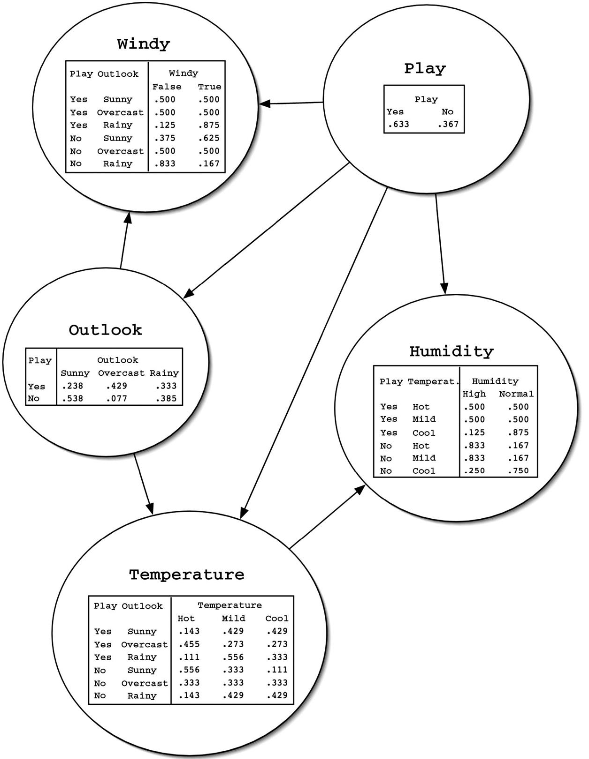 Windy
Play Outlook Windy
False True
Yes Sunny .500 .500
Yes Overcast .500 .500
Yes Rainy .125 .875
No Sunny .375 .625
No Overcast .500 .500
No Rainy .833 .167
Play
Play
Yes No
.633 .367
Outlook
Play Outlook
Sunny Overcast Rainy
Yes .238 .429 .333
No .538 .077 .385
Humidity
Play Temperat. Humidity
High Normal
Yes Hot .500 .500
Yes Mild .500 .500
Yes Cool .125 .875
No Hot .833 .167
No Mild .833 .167
No Cool .250 .750
Temperature
Play Outlook Temperature
Hot Mild Cool
Yes Sunny .143 .429 .429
Yes Overcast .455 .273 .273
Yes Rainy .111 .556 .333
No Sunny .556 .333 .111
No Overcast .333 .333 .333
No Rainy .143 .429 .429